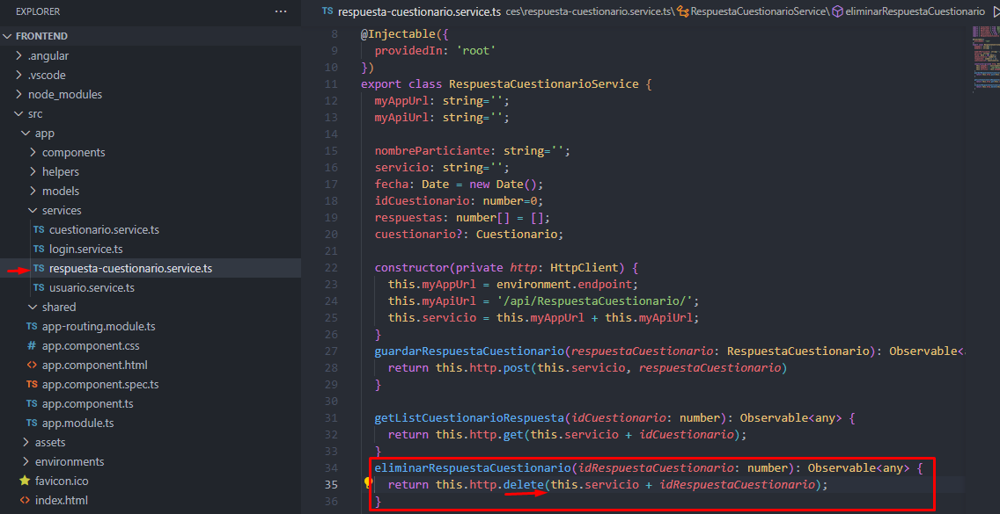 EXPLORER ...
FRONTEND
.angular
.vscode
node_modules
src
app
components
helpers
models
services
TS cuestionario.service.ts
TS login.service.ts
TS respuesta-cuestionario.service.ts
TS usuario.service.ts
shared
TS app-routing.module.ts
# app.component.css
<> app.component.html
TS app.component.spec.ts
TS app.component.ts
TS app.module.ts
assets
environments
favicon.ico
<> index.html
TS respuesta-cuestionario.service.ts ces\respuesta-cuestionario.service.ts\ RespuestaCuestionarioService\ eliminarRespuestaCuestionario
8 @Injectable({
9 providedIn: 'root'
10 })
11 export class RespuestaCuestionarioService {
12 myAppUrl: string='';
13 myApiUrl: string='';
14
15 nombreParticiante: string='';
16 servicio: string='';
17 fecha: Date = new Date();
18 idCuestionario: number=0;
19 respuestas: number[] = [];
20 cuestionario?: Cuestionario;
21
22 constructor(private http: HttpClient) {
23 this.myAppUrl = environment.endpoint;
24 this.myApiUrl = '/api/RespuestaCuestionario/';
25 this.servicio = this.myAppUrl + this.myApiUrl;
26 }
27 guardarRespuestaCuestionario(respuestaCuestionario: RespuestaCuestionario): Observable<
28 return this.http.post(this.servicio, respuestaCuestionario)
29 }
30
31 getListCuestionarioRespuesta(idCuestionario: number): Observable<any> {
32 return this.http.get(this.servicio + idCuestionario);
33 }
34 eliminarRespuestaCuestionario(idRespuestaCuestionario: number): Observable<any> {
35 return this.http.delete(this.servicio + idRespuestaCuestionario);
36 }